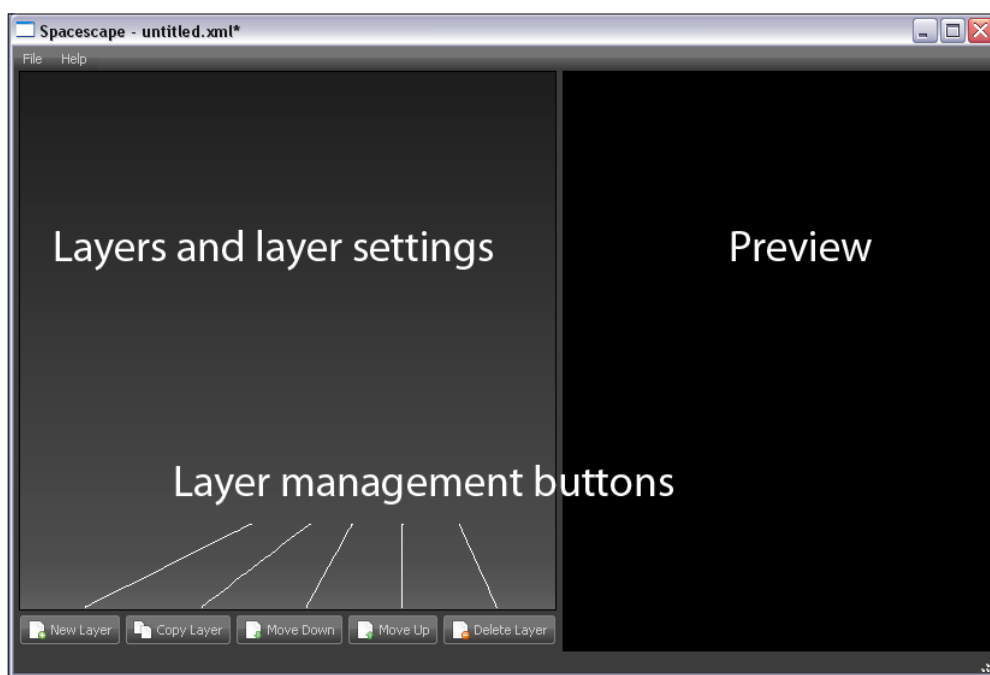 Spacescape - untitled.xml*
File Help
Layers and layer settings
Preview
Layer management buttons
New Layer Copy Layer Move Down Move Up Delete Layer